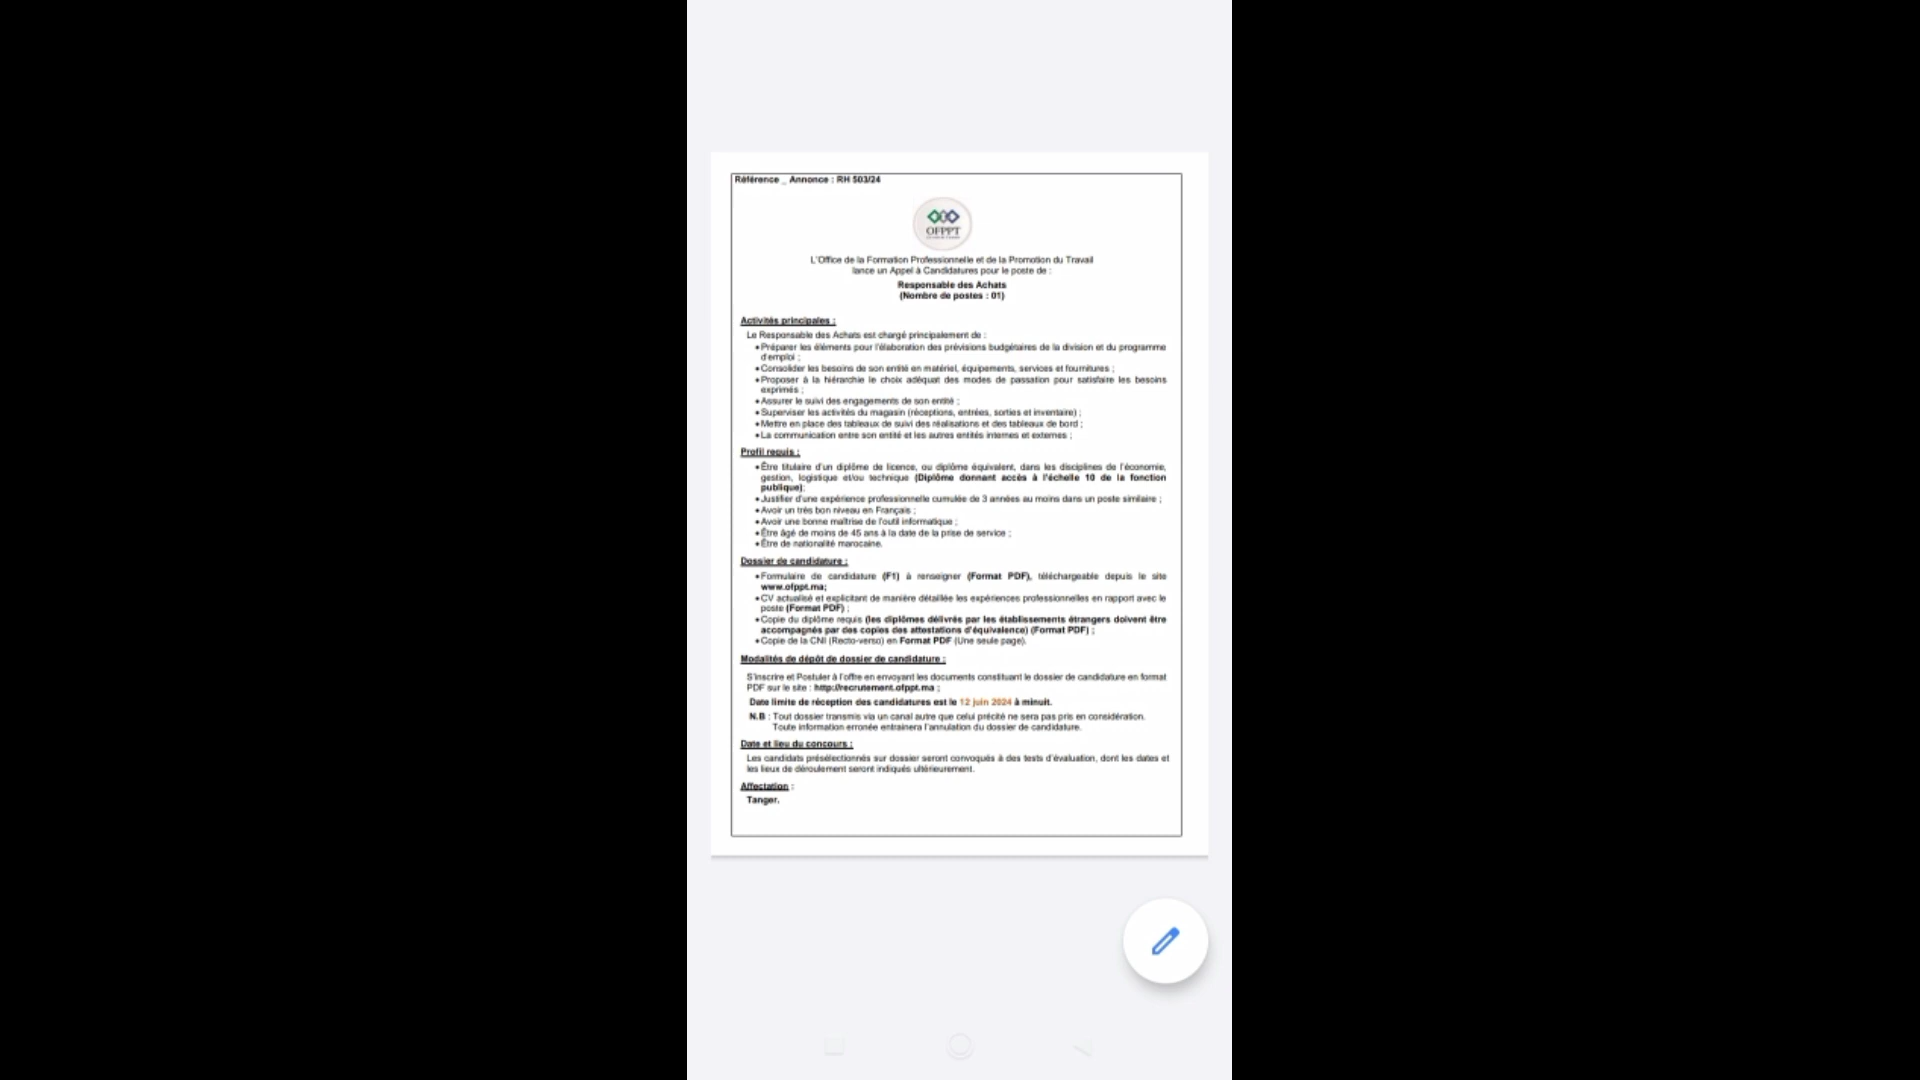 Référence _ Annonce : RH 503/24
OFPPT
L'Office de la Formation Professionnelle et de la Promotion du Travail
lance un Appel à Candidatures pour le poste de :
Responsable des Achats
(Nombre de postes : 01)
Activités principales :
Le Responsable des Achats est chargé principalement de :
•Préparer les éléments pour l'élaboration des prévisions budgétaires de la division et du programme
d'emploi ;
•Consolider les besoins de son entité en matériel, équipements, services et fournitures ;
•Proposer à la hiérarchie le choix adéquat des modes de passation pour satisfaire les besoins
exprimés ;
•Assurer le suivi des engagements de son entité ;
•Superviser les activités du magasin (réceptions, entrées, sorties et inventaire) ;
•Mettre en place des tableaux de suivi des réalisations et des tableaux de bord ;
•La communication entre son entité et les autres entités internes et externes ;
Profil requis :
•Être titulaire d'un diplôme de licence, ou diplôme équivalent, dans les disciplines de l'économie,
gestion, logistique et/ou technique (Diplôme donnant accès à l'échelle 10 de la fonction
publique);
•Justifier d'une expérience professionnelle cumulée de 3 années au moins dans un poste similaire ;
•Avoir un très bon niveau en Français ;
•Avoir une bonne maîtrise de l'outil informatique ;
•Être âgé de moins de 45 ans à la date de la prise de service ;
•Être de nationalité marocaine.
Dossier de candidature :
•Formulaire de candidature (F1) à renseigner (Format PDF), téléchargeable depuis le site
www.ofppt.ma;
•CV actualisé et explicitant de manière détaillée les expériences professionnelles en rapport avec le
poste (Format PDF) ;
•Copie du diplôme requis (les diplômes délivrés par les établissements étrangers doivent être
accompagnés par des copies des attestations d'équivalence) (Format PDF) ;
•Copie de la CNI (Recto-verso) en Format PDF (Une seule page).
Modalités de dépôt de dossier de candidature :
S'inscrire et Postuler à l'offre en envoyant les documents constituant le dossier de candidature en format
PDF sur le site : http://recrutement.ofppt.ma ;
Date limite de réception des candidatures est le 12 juin 2024 à minuit.
N.B : Tout dossier transmis via un canal autre que celui précité ne sera pas pris en considération.
Toute information erronée entrainera l'annulation du dossier de candidature.
Date et lieu du concours :
Les candidats présélectionnés sur dossier seront convoqués à des tests d'évaluation, dont les dates et
les lieux de déroulement seront indiqués ultérieurement.
Affectation :
Tanger.